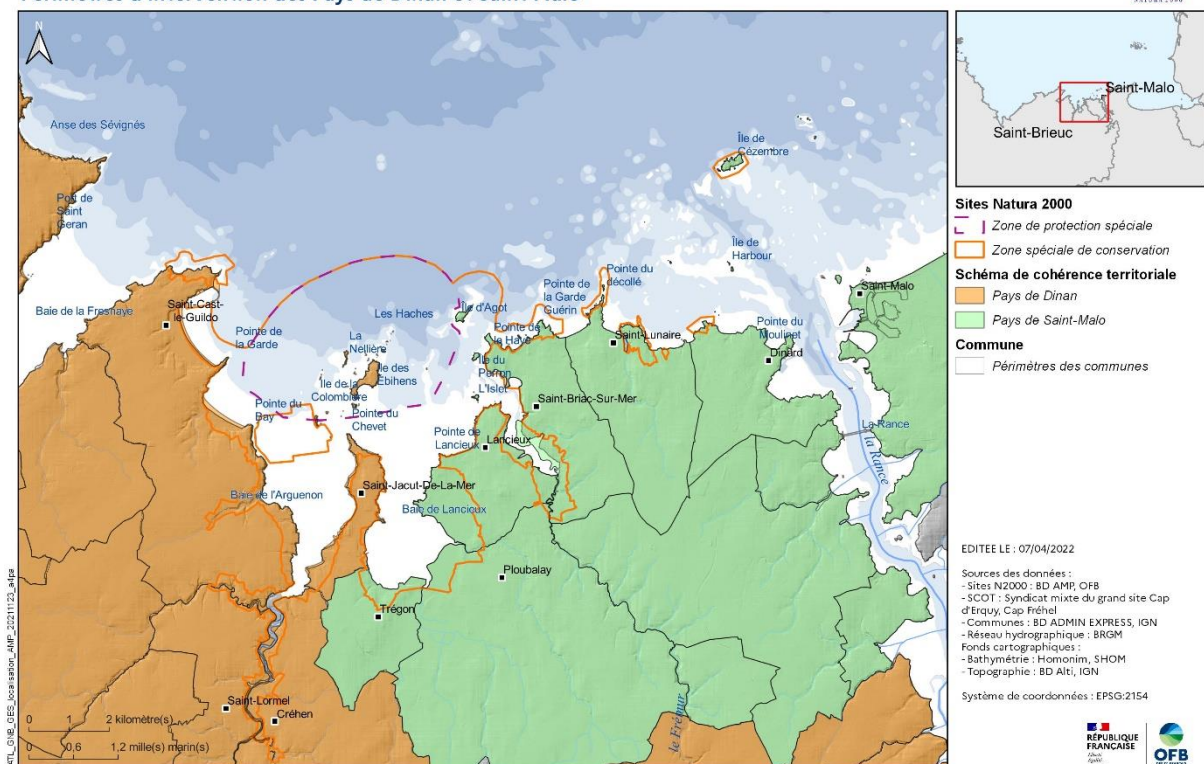 N
Anse des Sévignés
Port de
Saint
Geran
Baie de la Fresnaye
Saint-Cast-
le-Guildo
Pointe de
la Garde
Les Haches
La
Nellière
Île des
Ebihens
Île de la
Colombière
Pointe du
Bay
Pointe du
Chevet
Île d'Agot
Pointe de
la Garde
Guérin
Pointe du
décollé
Pointe de
la Haye
Île du
Perron
L'Islet
Île de
Cézembre
Île de
Harbour
Saint-Malo
Saint-Lunaire
Pointe du
Moulinet
Dinard
Saint-Briac-Sur-Mer
Pointe de
Lancieux
Lancieux
La Rance
la Rance
Baie de l'Arguenon
Saint-Jacut-De-La-Mer
Baie de Lancieux
Ploubalay
Trégon
Saint-Lormel
Créhen
le Frémur
0 1 2 kilomètre(s)
0 0,6 1,2 mille(s) marin(s)
Saint-Malo
Saint-Brieuc
Sites Natura 2000
Zone de protection spéciale
Zone spéciale de conservation
Schéma de cohérence territoriale
Pays de Dinan
Pays de Saint-Malo
Commune
Périmètres des communes
EDITEE LE : 07/04/2022
Sources des données :
- Sites N2000 : BD AMP, OFB
- SCOT : Syndicat mixte du grand site Cap
d'Erquy, Cap Fréhel
- Communes : BD ADMIN EXPRESS, IGN
- Réseau hydrographique : BRGM
Fonds cartographiques :
- Bathymétrie : Homonim, SHOM
- Topographie : BD Alti, IGN
Système de coordonnées : EPSG:2154
RÉPUBLIQUE
FRANÇAISE
Liberté
Égalité
OFB